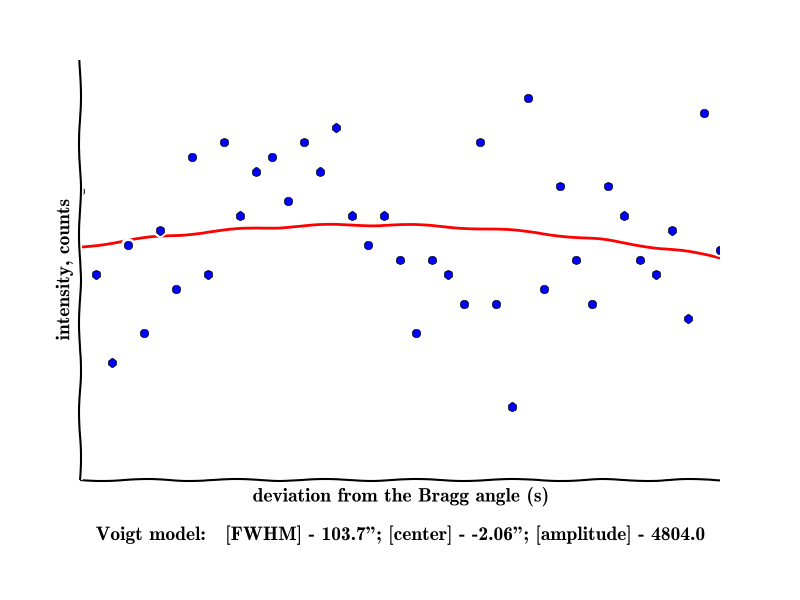 intensity, counts
deviation from the Bragg angle (s)
Voigt model: [FWHM] - 103.7”; [center] - -2.06”; [amplitude] - 4804.0